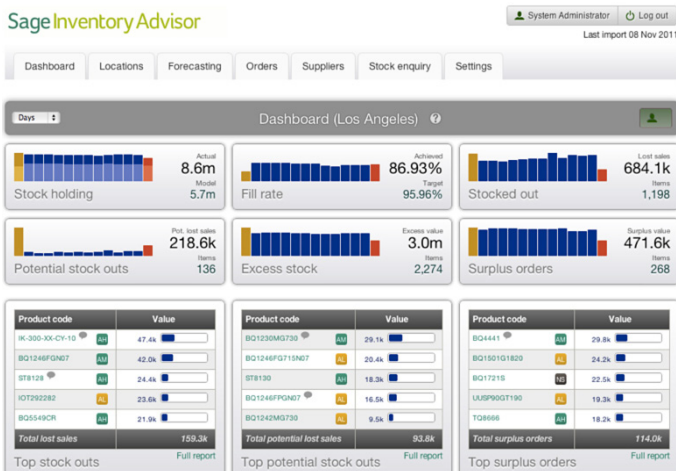 Sage Inventory Advisor
System Administrator
Log out
Last import 08 Nov 2011
Dashboard
Locations
Forecasting
Orders
Suppliers
Stock enquiry
Settings
Days
Dashboard (Los Angeles)
Actual
8.6m
Model
Stock holding
5.7m
Achieved
86.93%
Target
Fill rate
95.96%
Lost sales
684.1k
Items
Stocked out
1,198
Pot. lost sales
218.6k
Items
Potential stock outs
136
Excess value
3.0m
Items
Excess stock
2,274
Surplus value
471.6k
Items
Surplus orders
268
Product code Value
IK-300-XX-CY-10 AH 47.4k
BQ1246FGN07 AM 42.0k
ST8128 AH 24.4k
IOT292282 AL 23.6k
BQ5549CR AH 21.9k
Total lost sales 159.3k
Full report
Top stock outs
Product code Value
BQ1230MG730 AM 29.1k
BQ1246FG715N07 AL 20.4k
ST8130 AH 18.3k
BQ1246FPGN07 AL 16.5k
BQ1242MG730 AL 9.5k
Total potential lost sales 93.8k
Full report
Top potential stock outs
Product code Value
BQ4441 AM 29.8k
BQ1501G1820 AL 24.2k
BQ1721S NS 22.5k
UUSP90GT190 AL 19.3k
TQ8666 AH 18.2k
Total surplus orders 114.0k
Full report
Top surplus orders